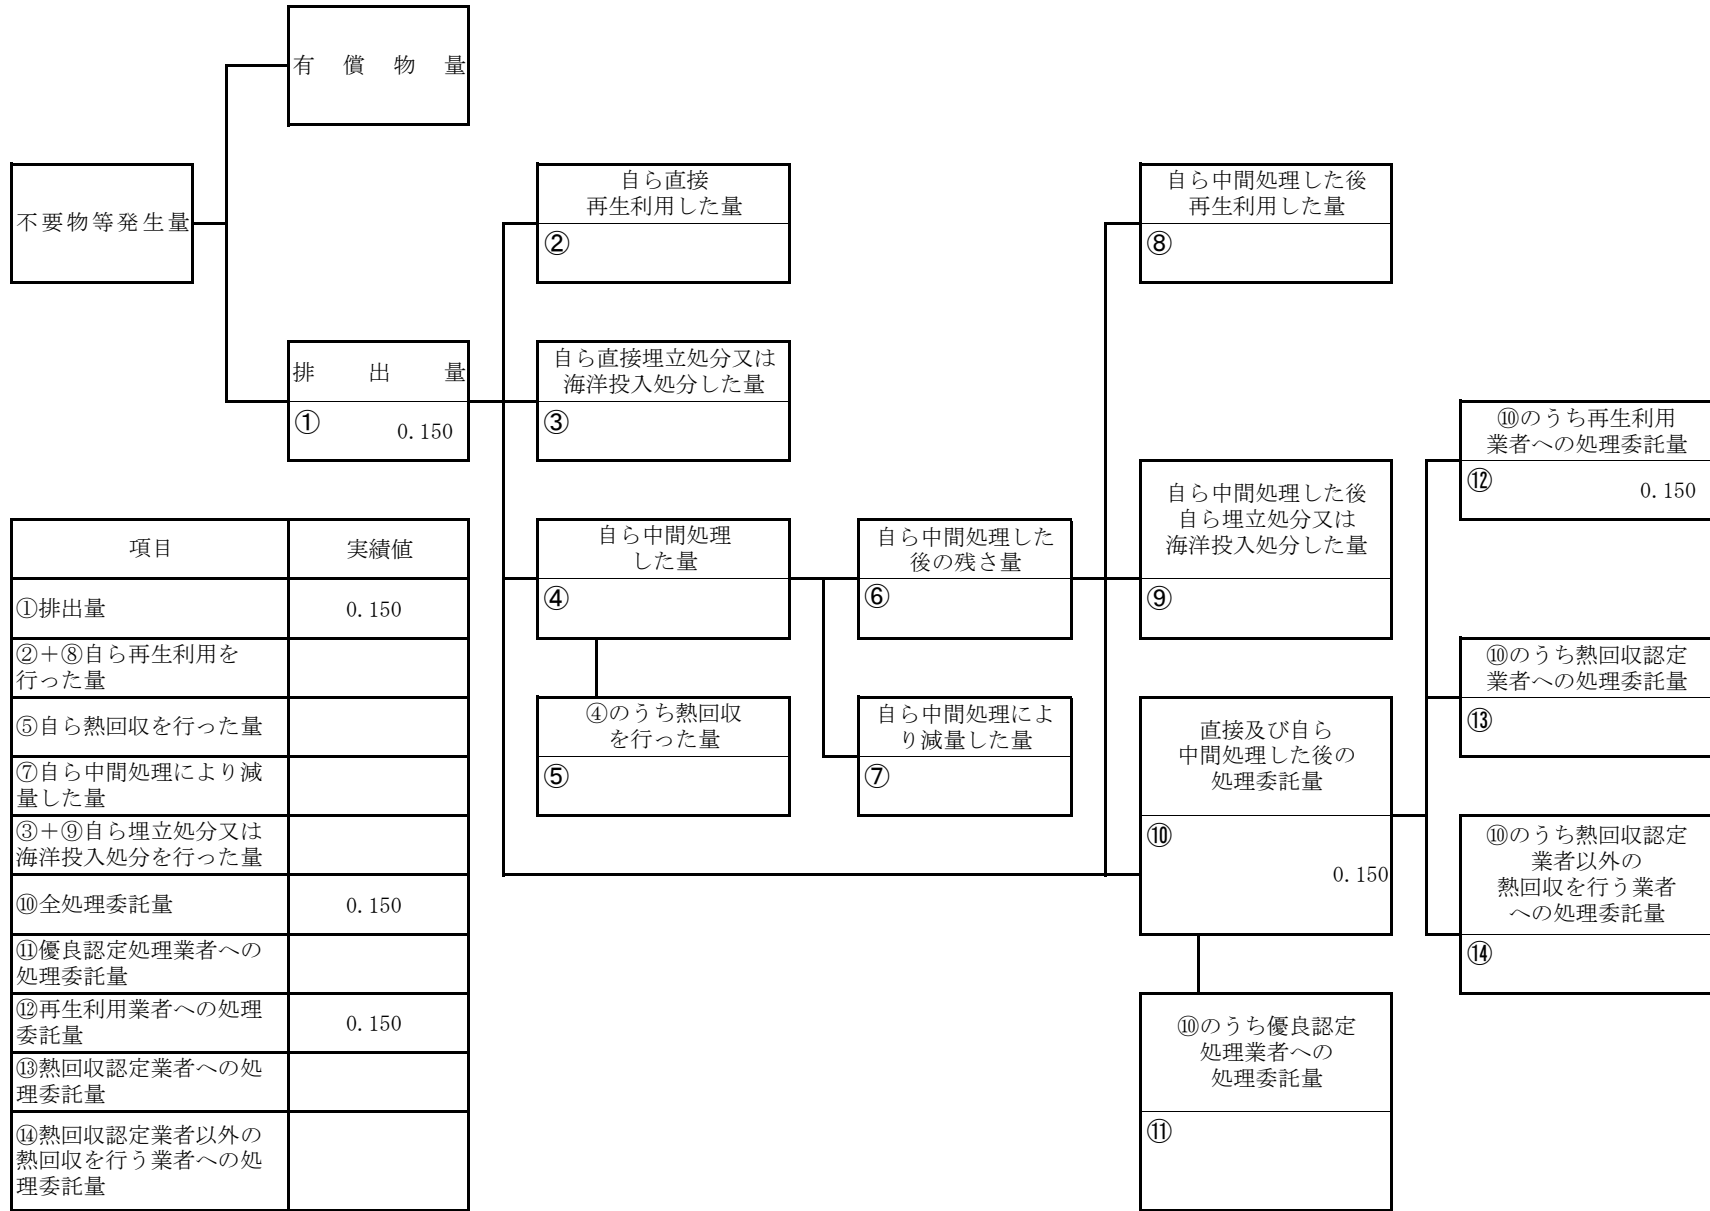 有償物量
不要物等発生量
排出量
① 0.150
自ら直接
再生利用した量
②
自ら直接埋立処分又は
海洋投入処分した量
③
自ら中間処理
した量
④
④のうち熱回収
を行った量
⑤
自ら中間処理した
後の残さ量
⑥
自ら中間処理によ
り減量した量
⑦
自ら中間処理した後
再生利用した量
⑧
自ら中間処理した後
自ら埋立処分又は
海洋投入処分した量
⑨
直接及び自ら
中間処理した後の
処理委託量
⑩
0.150
⑩のうち優良認定
処理業者への
処理委託量
⑪
⑩のうち再生利用
業者への処理委託量
⑫ 0.150
⑩のうち熱回収認定
業者への処理委託量
⑬
⑩のうち熱回収認定
業者以外の
熱回収を行う業者
への処理委託量
⑭
項目 実績値
①排出量 0.150
②+⑧自ら再生利用を
行った量
⑤自ら熱回収を行った量
⑦自ら中間処理により減
量した量
③+⑨自ら埋立処分又は
海洋投入処分を行った量
⑩全処理委託量 0.150
⑪優良認定処理業者への
処理委託量
⑫再生利用業者への処理
委託量 0.150
⑬熱回収認定業者への処
理委託量
⑭熱回収認定業者以外の
熱回収を行う業者への処
理委託量